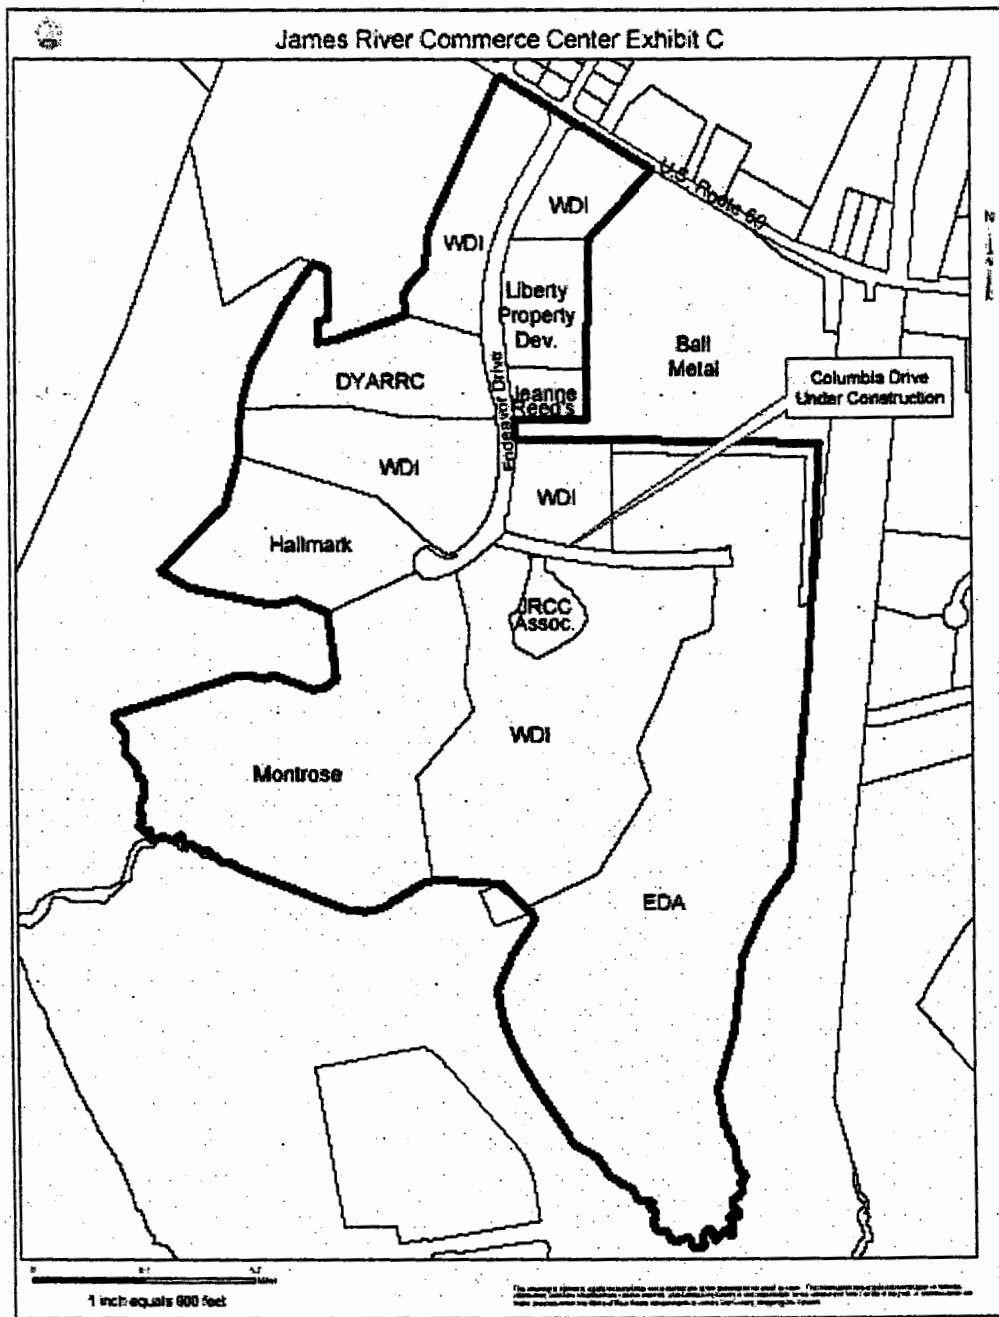 James River Commerce Center Exhibit C
U.S. Route 60
WDI
WDI
Liberty
Property
Dev.
Ball
Metal
Columbia Drive
Under Construction
DYARRC
Jeanne
Reed's
Endeavor Drive
WDI
WDI
Hallmark
JRCC
Assoc.
WDI
Montrose
EDA
N
1 inch equals 600 feet